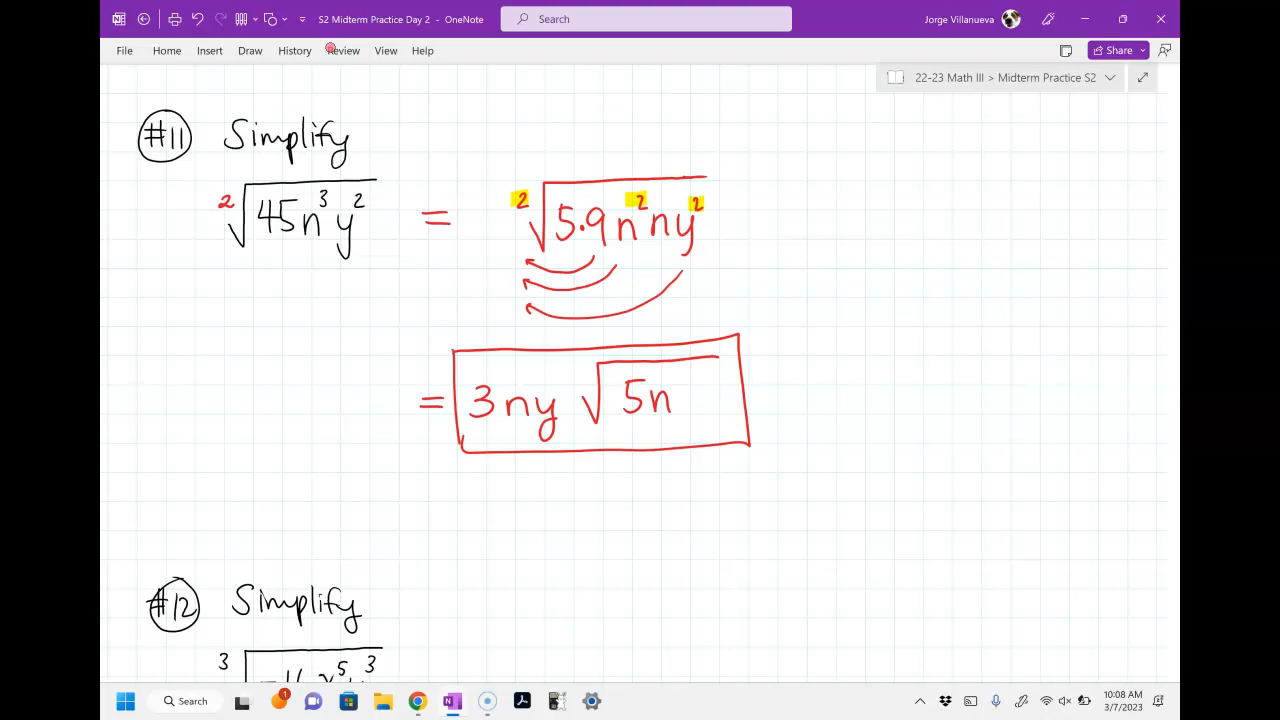 S2 Midterm Practice Day 2 - OneNote
Search
Jorge Villanueva
File Home Insert Draw History Review View Help
Share
22-23 Math III > Midterm Practice S2
#11 Simplify
²√45n³y² = ²√5·9n²ny²
= 3ny √5n
#12 Simplify
3
Search
1
10:08 AM
3/7/2023